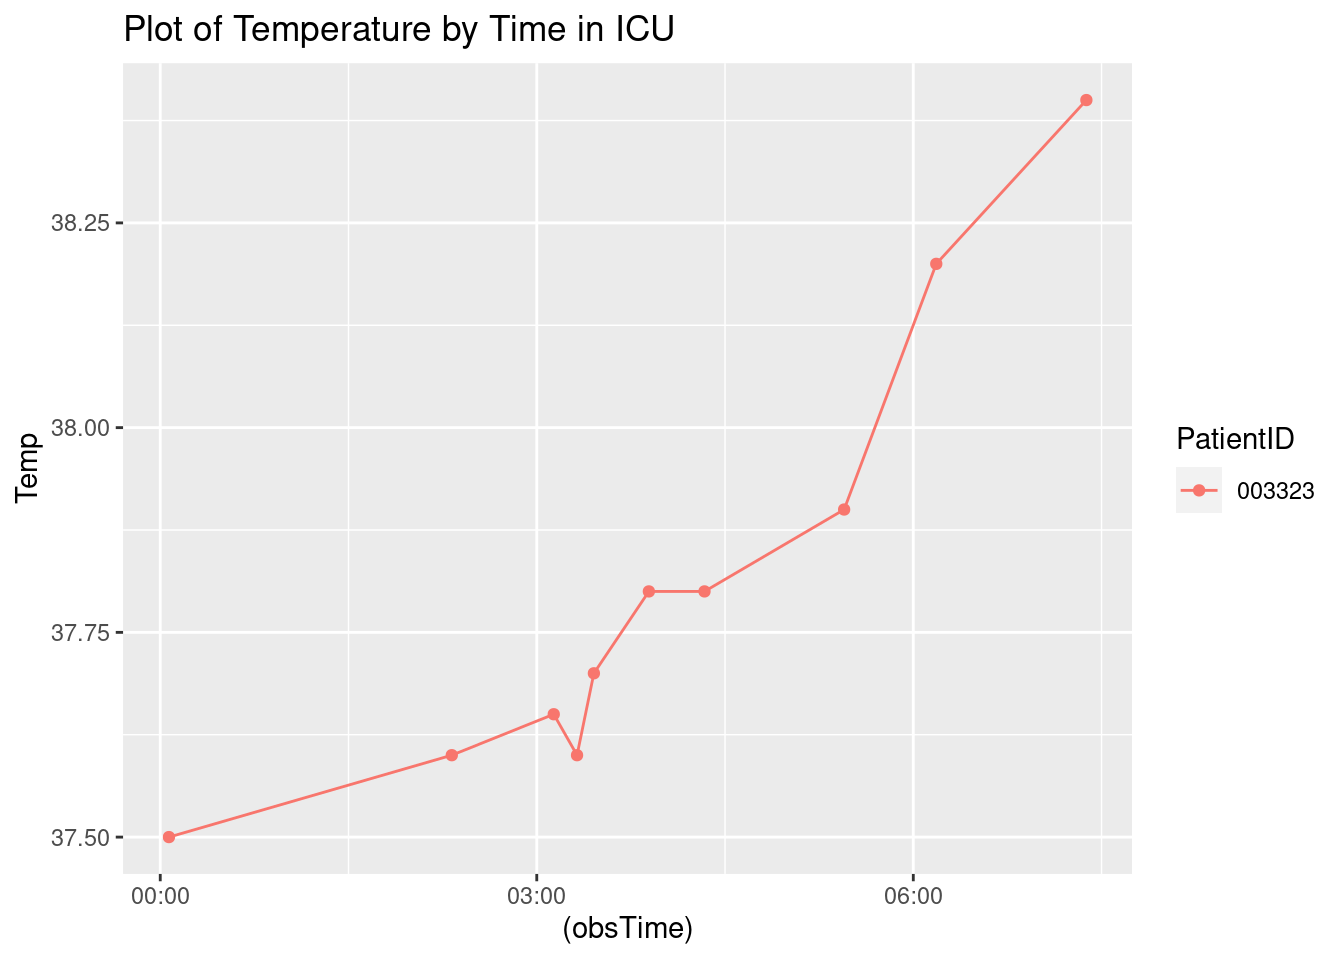 Plot of Temperature by Time in ICU
38.25
38.00
37.75
37.50
Temp
00:00 03:00 06:00
(obsTime)
PatientID
003323